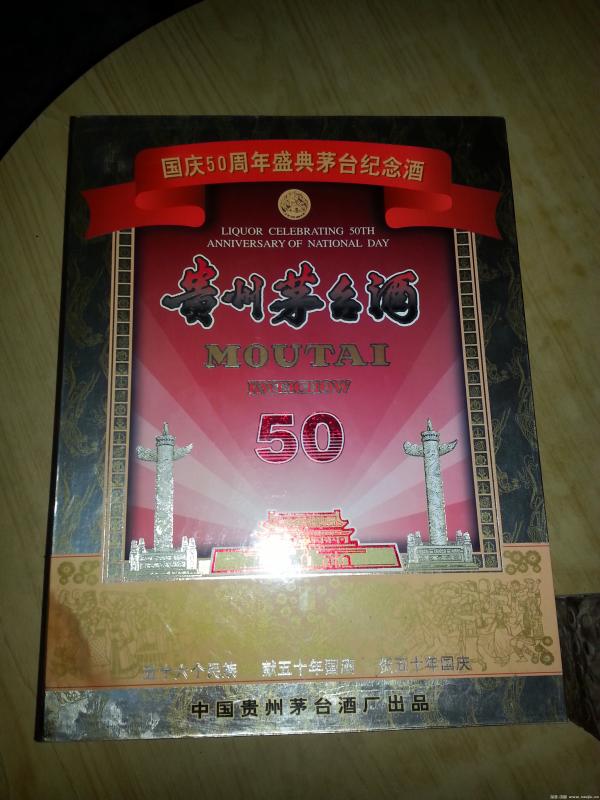 国庆50周年盛典茅台纪念酒
LIQUOR CELEBRATING 50TH
ANNIVERSARY OF NATIONAL DAY
贵州茅台酒
MOUTAI
KWEICHOW
50
五十六个民族 献五十年国酒 贺五十年国庆
中国贵州茅台酒厂出品